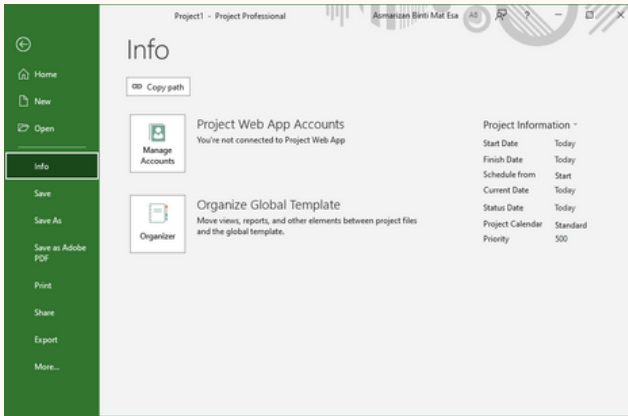 Project1 - Project Professional
Asmarizan Binti Mat Esa
AB
?
Home
New
Open
Info
Save
Save As
Save as Adobe
PDF
Print
Share
Export
More...
Info
Copy path
Manage
Accounts
Project Web App Accounts
You're not connected to Project Web App
Organizer
Organize Global Template
Move views, reports, and other elements between project files
and the global template.
Project Information
Start Date Today
Finish Date Today
Schedule from Start
Current Date Today
Status Date Today
Project Calendar Standard
Priority 500